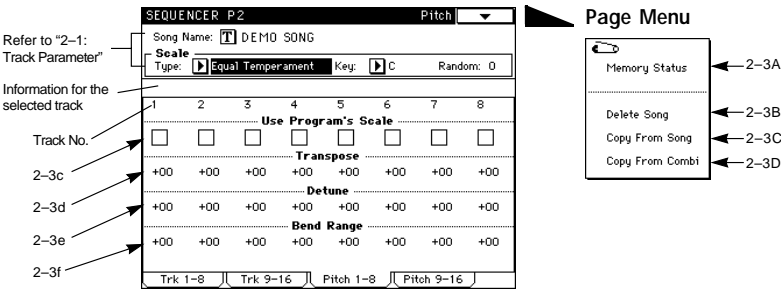 SEQUENCER P2 Pitch
Page Menu
Refer to “2–1:
Track Parameter”
Song Name: T DEMO SONG
Scale
Type: Equal Temperament Key: C Random: 0
Information for the
selected track
Track No.
1 2 3 4 5 6 7 8
Use Program's Scale
2–3c
Transpose
+00 +00 +00 +00 +00 +00 +00 +00
2–3d
Detune
+00 +00 +00 +00 +00 +00 +00 +00
2–3e
Bend Range
+00 +00 +00 +00 +00 +00 +00 +00
2–3f
Trk 1-8 Trk 9-16 Pitch 1-8 Pitch 9-16
Memory Status 2–3A
Delete Song 2–3B
Copy From Song 2–3C
Copy From Combi 2–3D